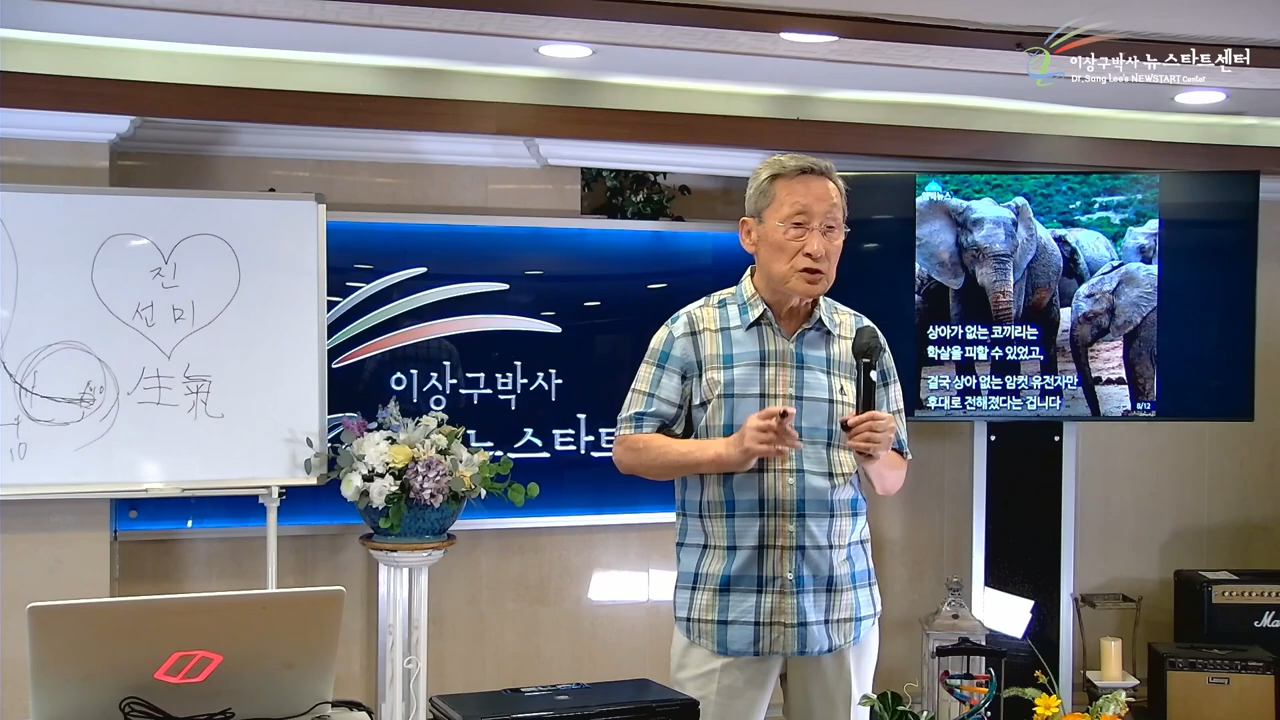 이상구박사 뉴스타트센터
Dr. Sang Lee's NEWSTART Center
진
선 미
生氣
10
이상구박사
뉴스타트
상아가 없는 코끼리는
학살을 피할 수 있었고,
결국 상아 없는 암컷 유전자만
후대로 전해졌다는 겁니다
8/12
Laney